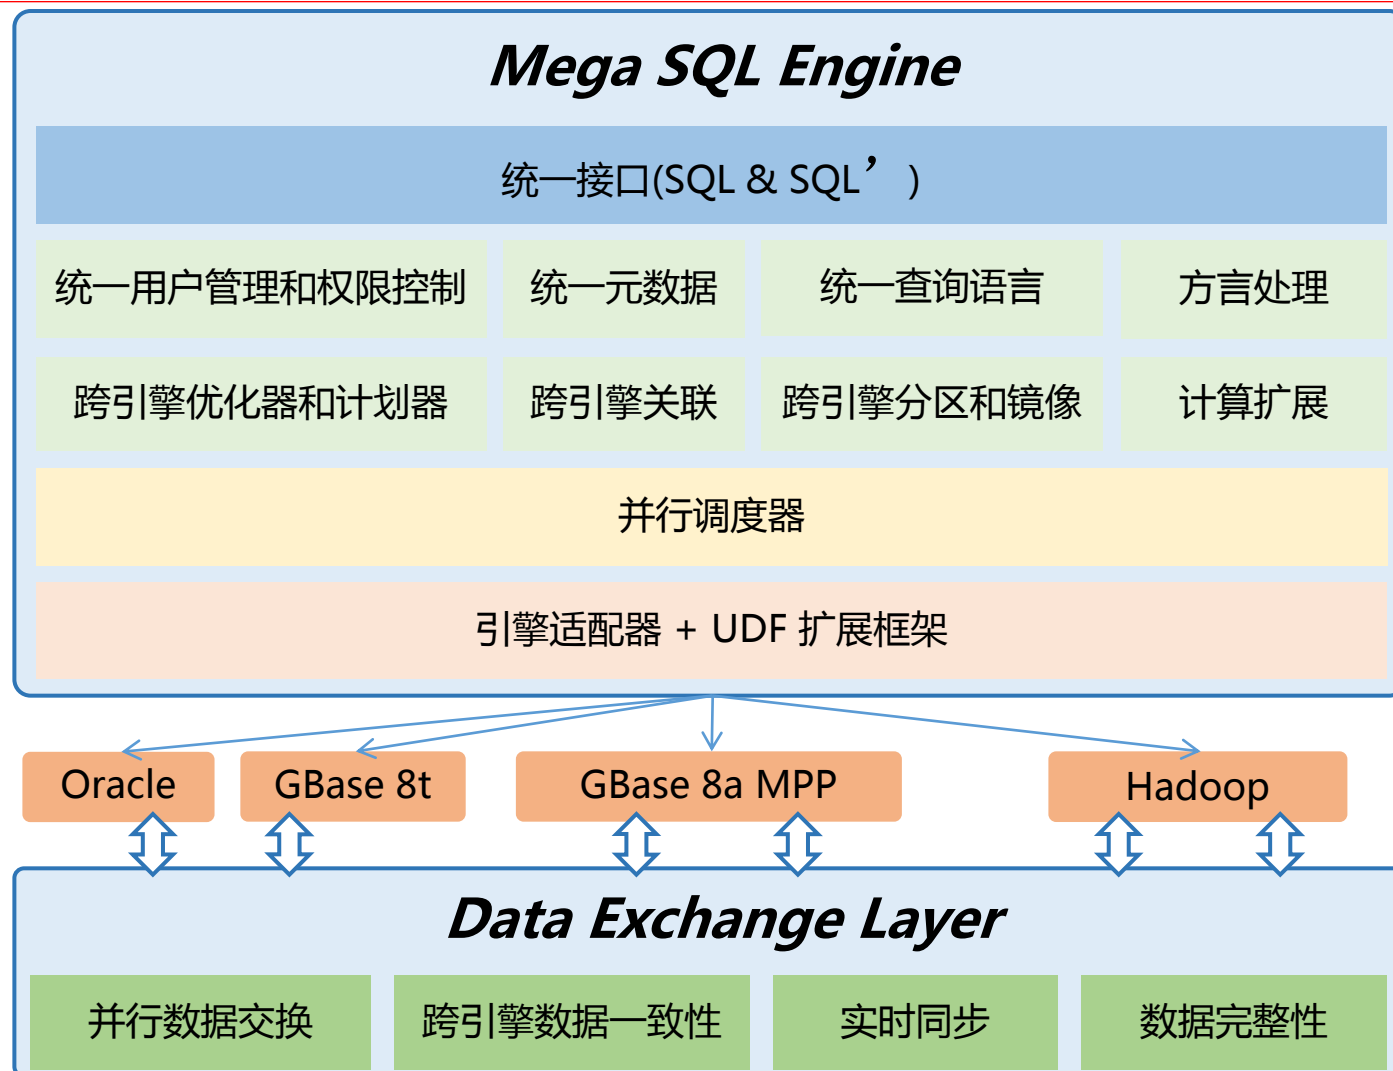 Mega SQL Engine
统一接口(SQL & SQL’ )
统一用户管理和权限控制 统一元数据 统一查询语言 方言处理
跨引擎优化器和计划器 跨引擎关联 跨引擎分区和镜像 计算扩展
并行调度器
引擎适配器 + UDF 扩展框架
Oracle GBase 8t GBase 8a MPP Hadoop
Data Exchange Layer
并行数据交换 跨引擎数据一致性 实时同步 数据完整性